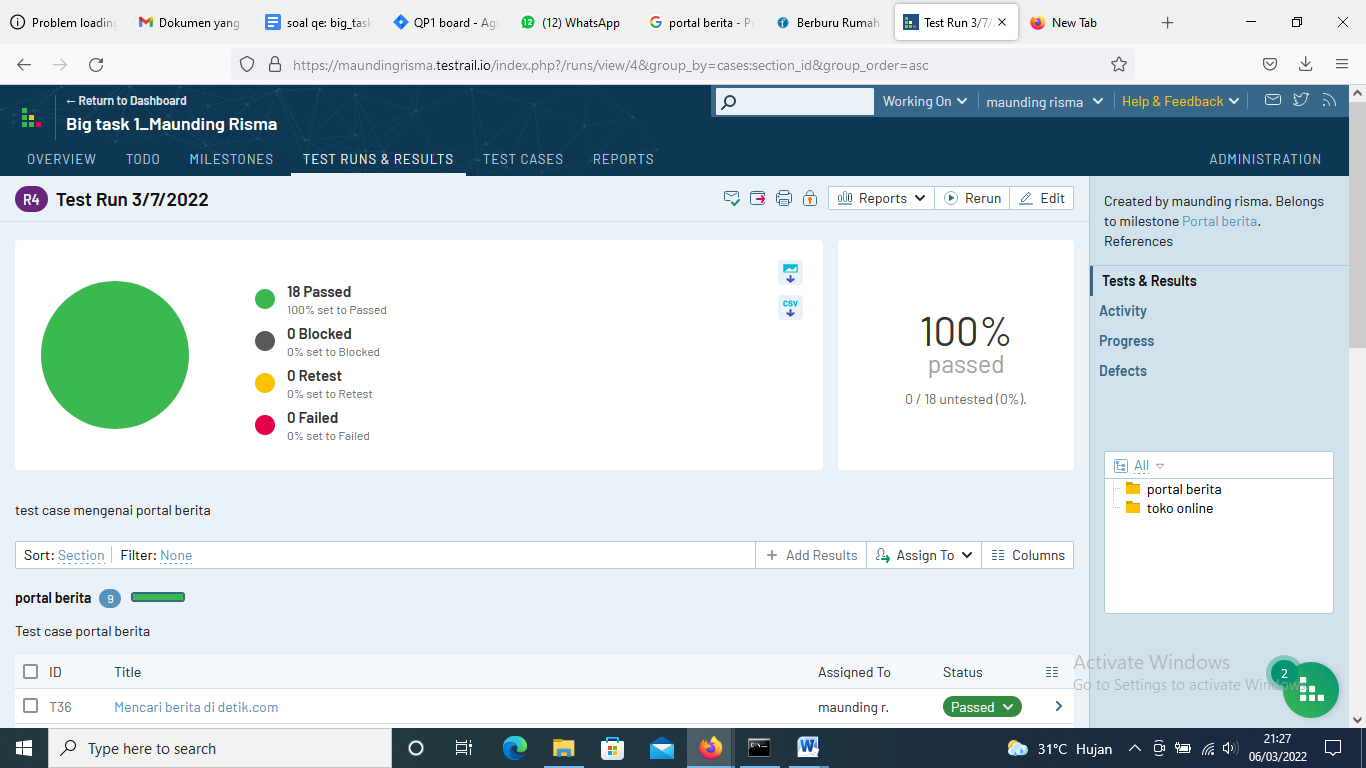 Problem loading
Dokumen yang
soal qe: big_task
QP1 board - Agi
(12) WhatsApp
portal berita - P
Berburu Rumah
Test Run 3/7/
New Tab
https://maundingrisma.testrail.io/index.php?/runs/view/4&group_by=cases:section_id&group_order=asc
← Return to Dashboard
Big task 1_Maunding Risma
Working On
maunding risma
Help & Feedback
OVERVIEW
TODO
MILESTONES
TEST RUNS & RESULTS
TEST CASES
REPORTS
ADMINISTRATION
R4
Test Run 3/7/2022
Reports
Rerun
Edit
18 Passed
100% set to Passed
0 Blocked
0% set to Blocked
0 Retest
0% set to Retest
0 Failed
0% set to Failed
CSV
100%
passed
0 / 18 untested (0%).
Created by maunding risma. Belongs
to milestone Portal berita.
References
Tests & Results
Activity
Progress
Defects
All
portal berita
toko online
test case mengenai portal berita
Sort: Section
Filter: None
+ Add Results
Assign To
Columns
portal berita 9
Test case portal berita
ID
Title
Assigned To
Status
T36
Mencari berita di detik.com
maunding r.
Passed
Activate Windows
Go to Settings to activate Windows.
2
Type here to search
31°C Hujan
21:27
06/03/2022